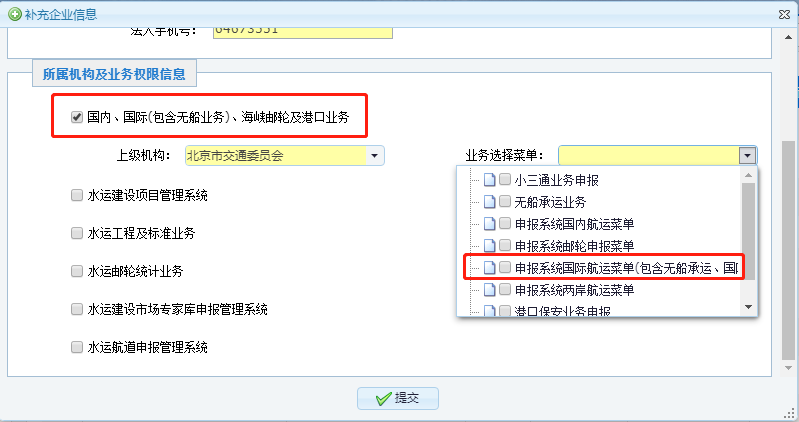 补充企业信息
法人手机号:
所属机构及业务权限信息
国内、国际(包含无船业务)、海峡邮轮及港口业务
上级机构: 北京市交通委员会 业务选择菜单:
小三通业务申报
无船承运业务
申报系统国内航运菜单
申报系统邮轮申报菜单
申报系统国际航运菜单(包含无船承运、国
申报系统两岸航运菜单
港口保安业务申报
水运建设项目管理系统
水运工程及标准业务
水运邮轮统计业务
水运建设市场专家库申报管理系统
水运航道申报管理系统
提交